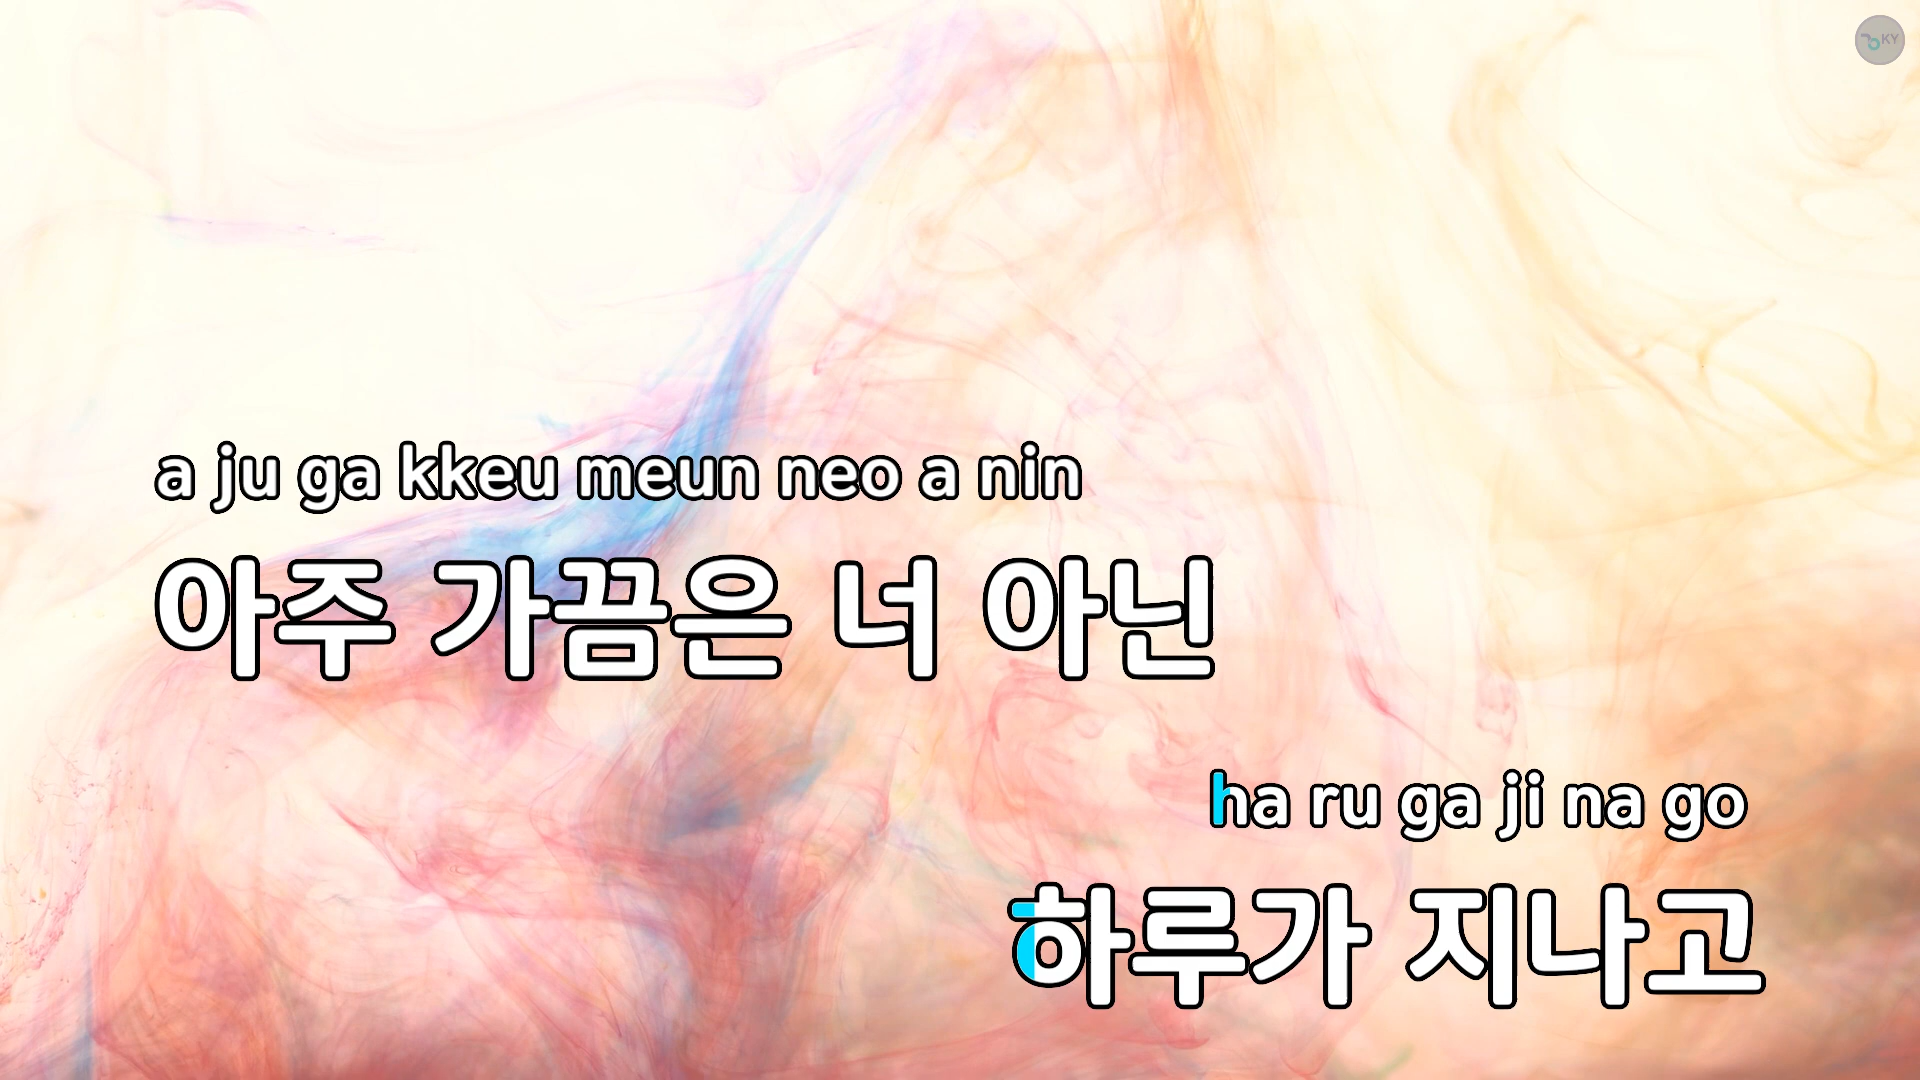 KY
a ju ga kkeu meun neo a nin
아주 가끔은 너 아닌
ha ru ga ji na go
하루가 지나고